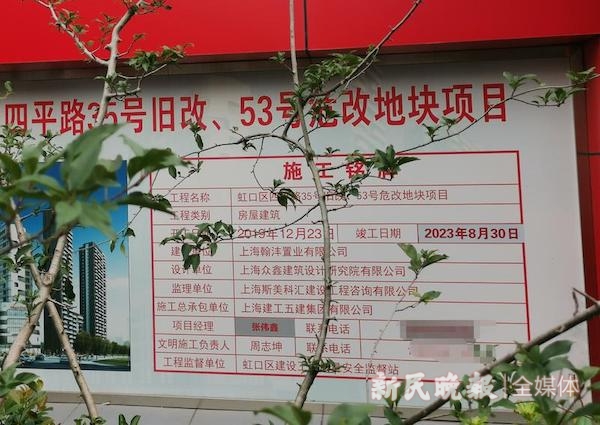 四平路35号旧改、53号危改地块项目
施工铭牌
工程名称 虹口区四 路35号旧改、53号危改地块项目
工程类别 房屋建筑
开 日 2019年12月23日 竣工日期 2023年8月30日
建 单位 上海翰沣置业有限公司
设计单位 上海众鑫建筑设计研究院有限公司
监理单位 上海斯美科汇建设工程咨询有限公司
施工总承包单位 上海建工五建集团有限公司
项目经理 张伟鑫 联系电话
文明施工负责人 周志坤 联系电话
工程监督单位 虹口区建设工 安全监督站
新民晚报 全媒体